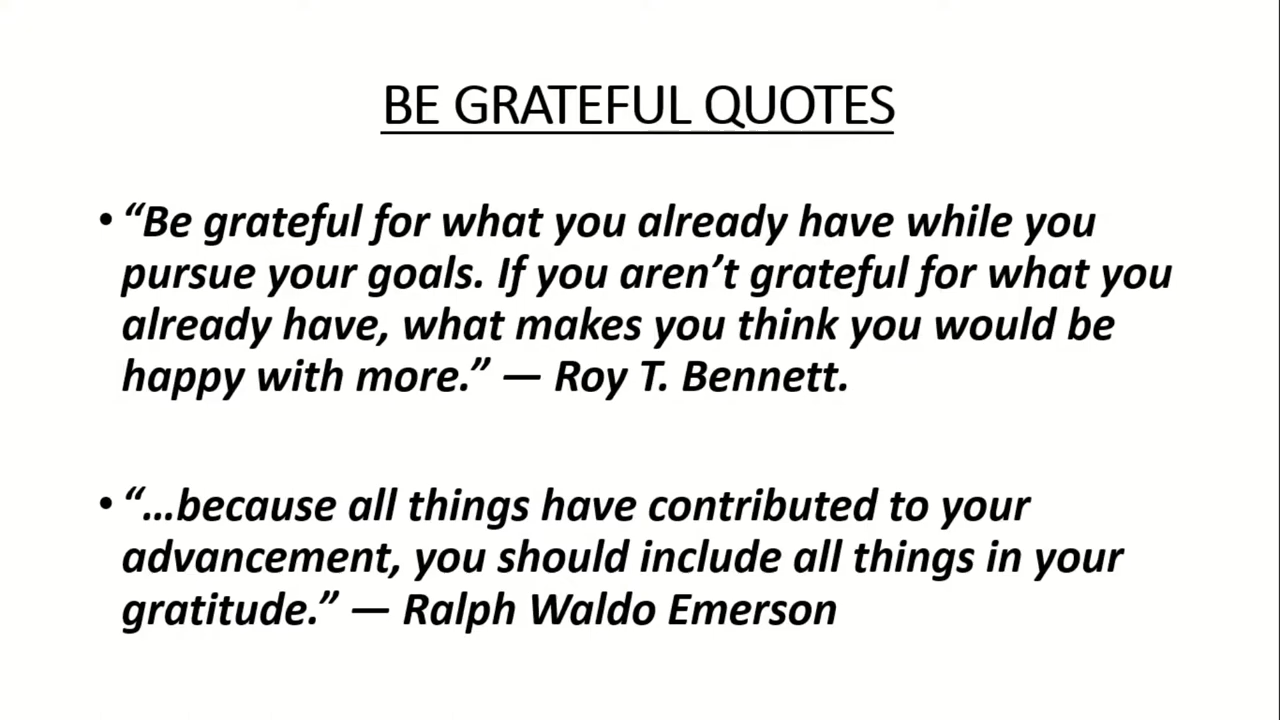 BE GRATEFUL QUOTES
• “Be grateful for what you already have while you
pursue your goals. If you aren’t grateful for what you
already have, what makes you think you would be
happy with more.” — Roy T. Bennett.
• “…because all things have contributed to your
advancement, you should include all things in your
gratitude.” — Ralph Waldo Emerson